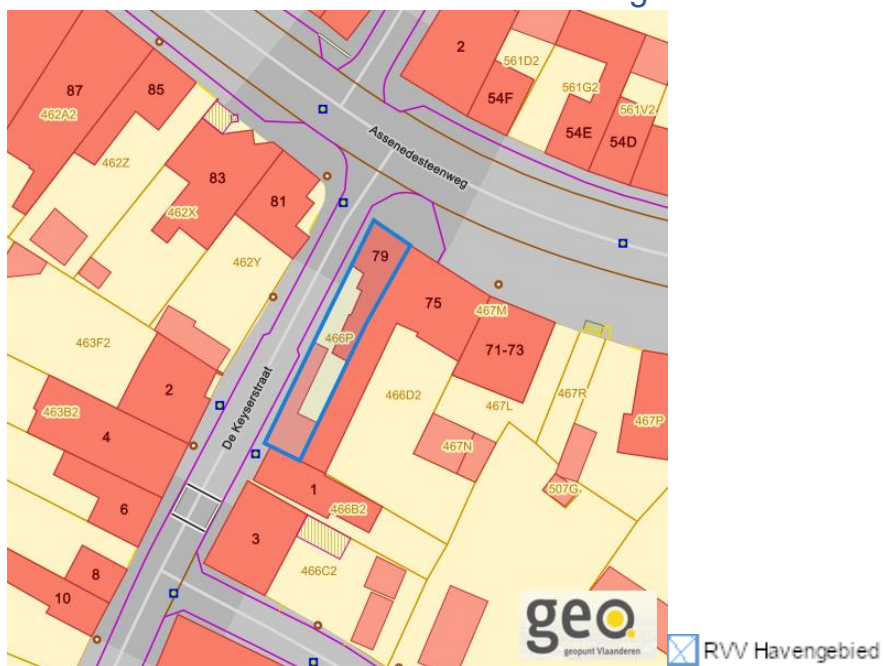 2
561D2
87
85
54F
561G2
561V2
462A2
54E
54D
Assenedesteenweg
462Z
83
81
462X
79
462Y
75
467M
466P
71-73
463F2
2
466D2
467R
467L
De Keyserstraat
463B2
467P
4
467N
6
1
507G
466B2
3
8
466C2
10
geo.
geopunt Vlaanderen
RVV Havengebied